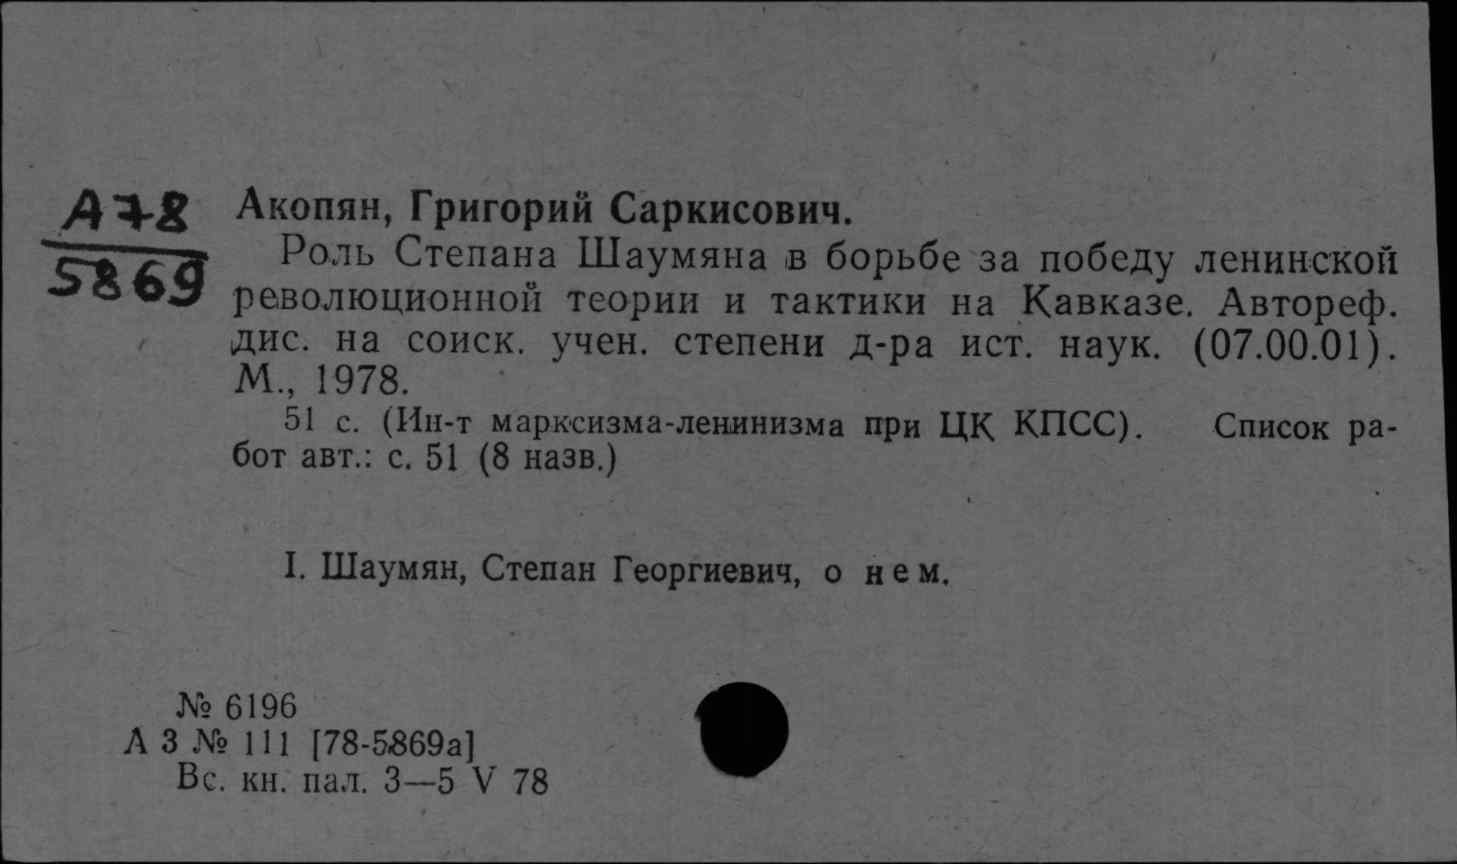 А78
5869
Акопян, Григорий Саркисович.
Роль Степана Шаумяна в борьбе за победу ленинской
революционной теории и тактики на Кавказе. Автореф.
дис. на соиск. учен. степени д-ра ист. наук. (07.00.01).
М., 1978.
51 с. (Ин-т марксизма-ленинизма при ЦК КПСС). Список ра-
бот авт.: с. 51 (8 назв.)
I. Шаумян, Степан Георгиевич, о нем.
№ 6196
А 3 № 111 [78-5869а]
Вс. кн. пал. 3—5 V 78